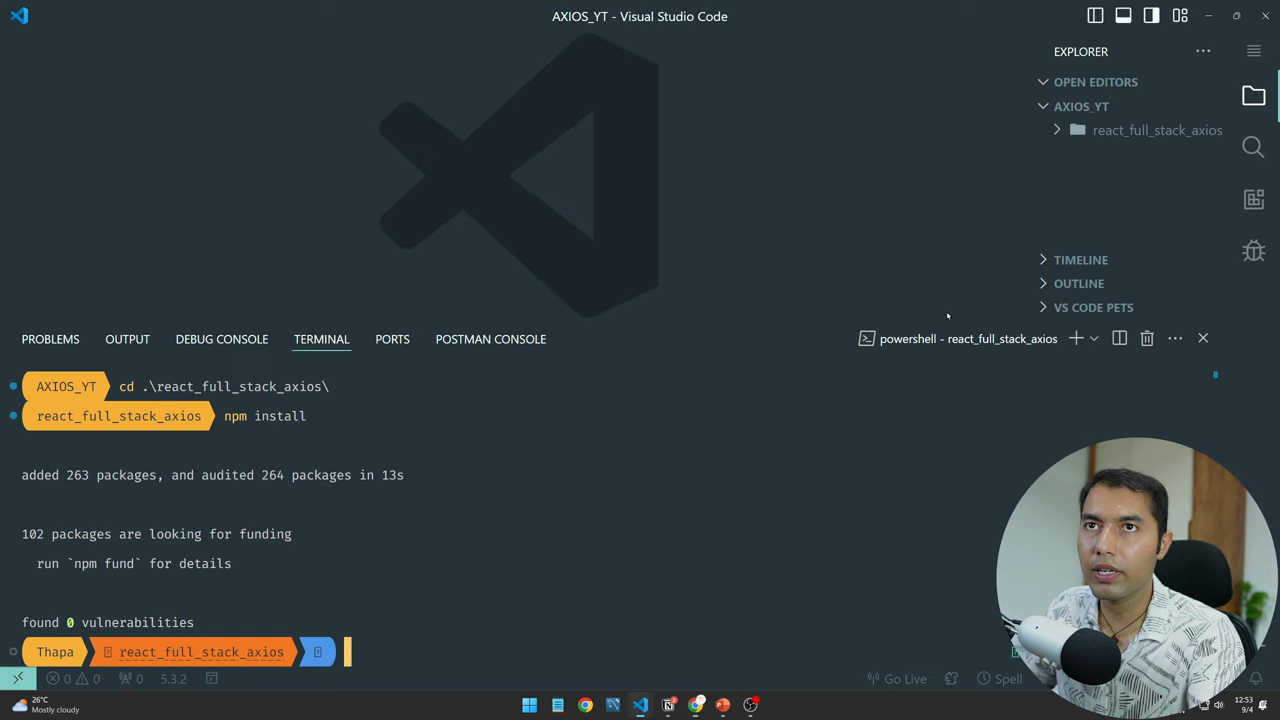 AXIOS_YT - Visual Studio Code
EXPLORER
OPEN EDITORS
AXIOS_YT
react_full_stack_axios
TIMELINE
OUTLINE
VS CODE PETS
PROBLEMS OUTPUT DEBUG CONSOLE TERMINAL PORTS POSTMAN CONSOLE
powershell - react_full_stack_axios
AXIOS_YT cd .\react_full_stack_axios\
react_full_stack_axios npm install
added 263 packages, and audited 264 packages in 13s
102 packages are looking for funding
run `npm fund` for details
found 0 vulnerabilities
Thapa react_full_stack_axios
0 0 0 5.3.2 Go Live Spell
26°C
Mostly cloudy
12:53
9/4